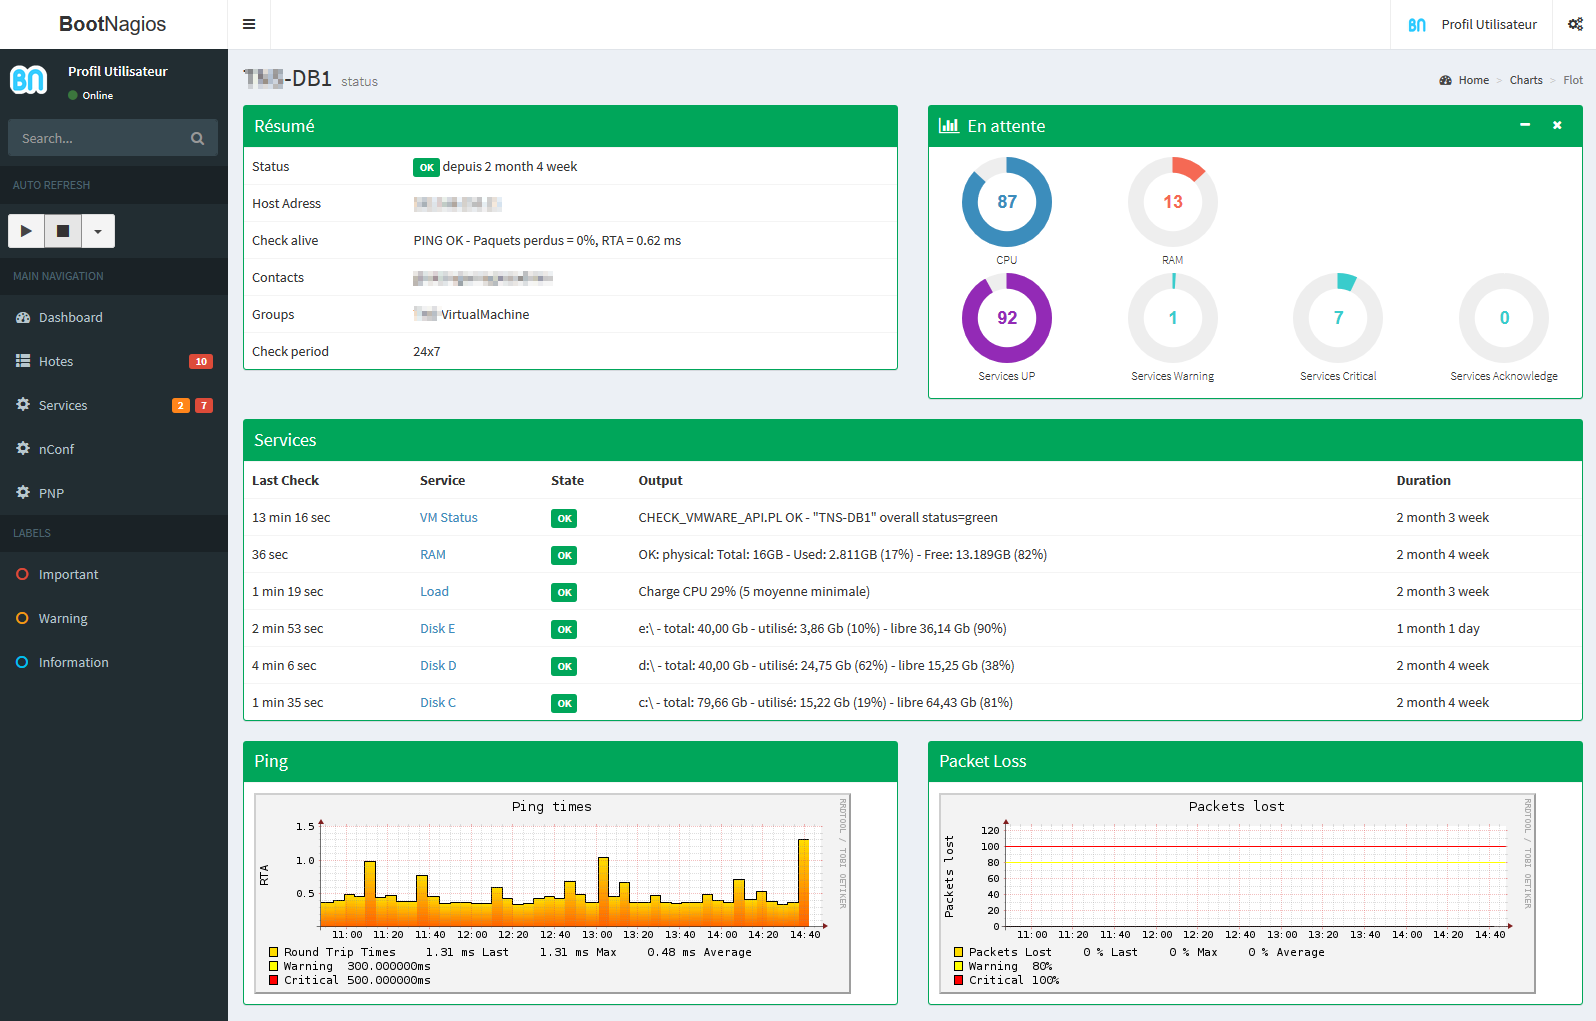 BootNagios
Profil Utilisateur
Profil Utilisateur
Online
Search...
AUTO REFRESH
MAIN NAVIGATION
Dashboard
Hotes 10
Services 2 7
nConf
PNP
LABELS
Important
Warning
Information
-DB1 status
Home > Charts > Flot
Résumé
Status OK depuis 2 month 4 week
Host Adress
Check alive PING OK - Paquets perdus = 0%, RTA = 0.62 ms
Contacts
Groups VirtualMachine
Check period 24x7
En attente
87 13
CPU RAM
92 1 7 0
Services UP Services Warning Services Critical Services Acknowledge
Services
Last Check Service State Output Duration
13 min 16 sec VM Status OK CHECK_VMWARE_API.PL OK - "TNS-DB1" overall status=green 2 month 3 week
36 sec RAM OK OK: physical: Total: 16GB - Used: 2.811GB (17%) - Free: 13.189GB (82%) 2 month 4 week
1 min 19 sec Load OK Charge CPU 29% (5 moyenne minimale) 2 month 3 week
2 min 53 sec Disk E OK e:\ - total: 40,00 Gb - utilisé: 3,86 Gb (10%) - libre 36,14 Gb (90%) 1 month 1 day
4 min 6 sec Disk D OK d:\ - total: 40,00 Gb - utilisé: 24,75 Gb (62%) - libre 15,25 Gb (38%) 2 month 4 week
1 min 35 sec Disk C OK c:\ - total: 79,66 Gb - utilisé: 15,22 Gb (19%) - libre 64,43 Gb (81%) 2 month 4 week
Ping
Ping times
RRDTOOL / TOBI OETIKER
RTA
1.5
1.0
0.5
11:00 11:20 11:40 12:00 12:20 12:40 13:00 13:20 13:40 14:00 14:20 14:40
Round Trip Times 1.31 ms Last 1.31 ms Max 0.48 ms Average
Warning 300.000000ms
Critical 500.000000ms
Packet Loss
Packets lost
RRDTOOL / TOBI OETIKER
Packets lost
120
100
80
60
40
20
0
11:00 11:20 11:40 12:00 12:20 12:40 13:00 13:20 13:40 14:00 14:20 14:40
Packets Lost 0 % Last 0 % Max 0 % Average
Warning 80%
Critical 100%